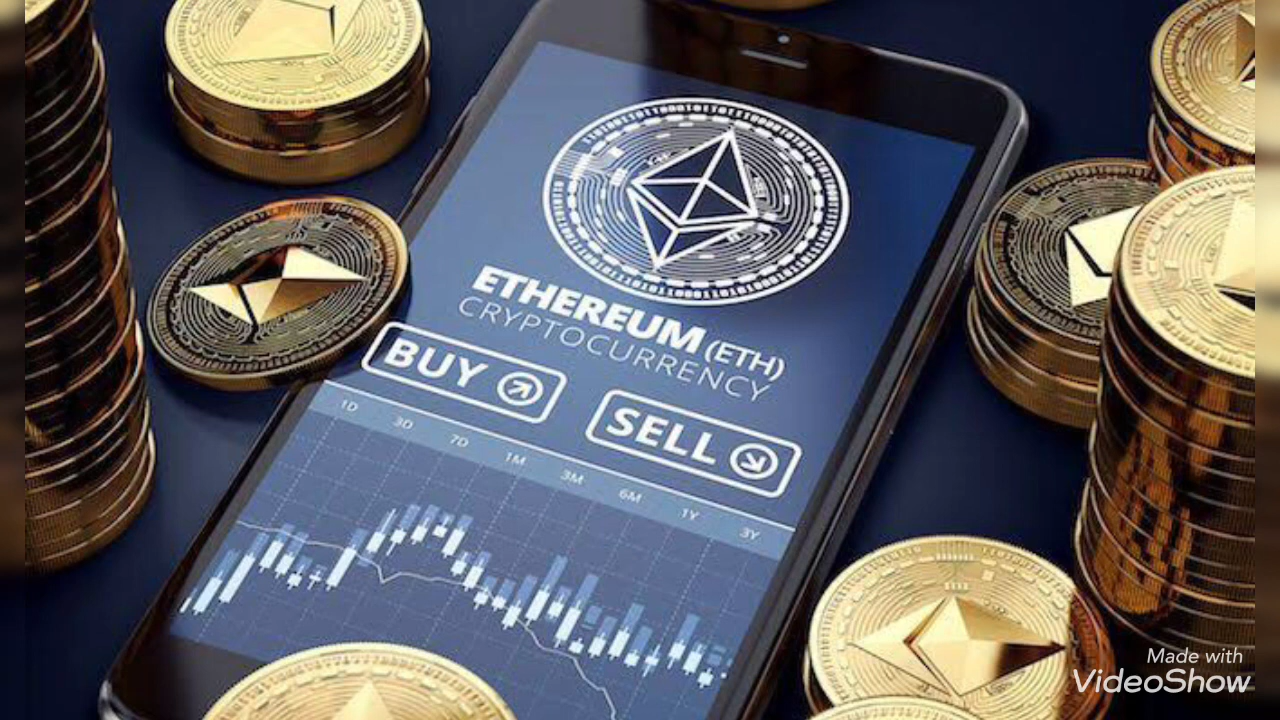 ETHEREUM (ETH)
CRYPTOCURRENCY
BUY
SELL
1D 3D 7D 1M 3M 6M 1Y 3Y
Made with
VideoShow